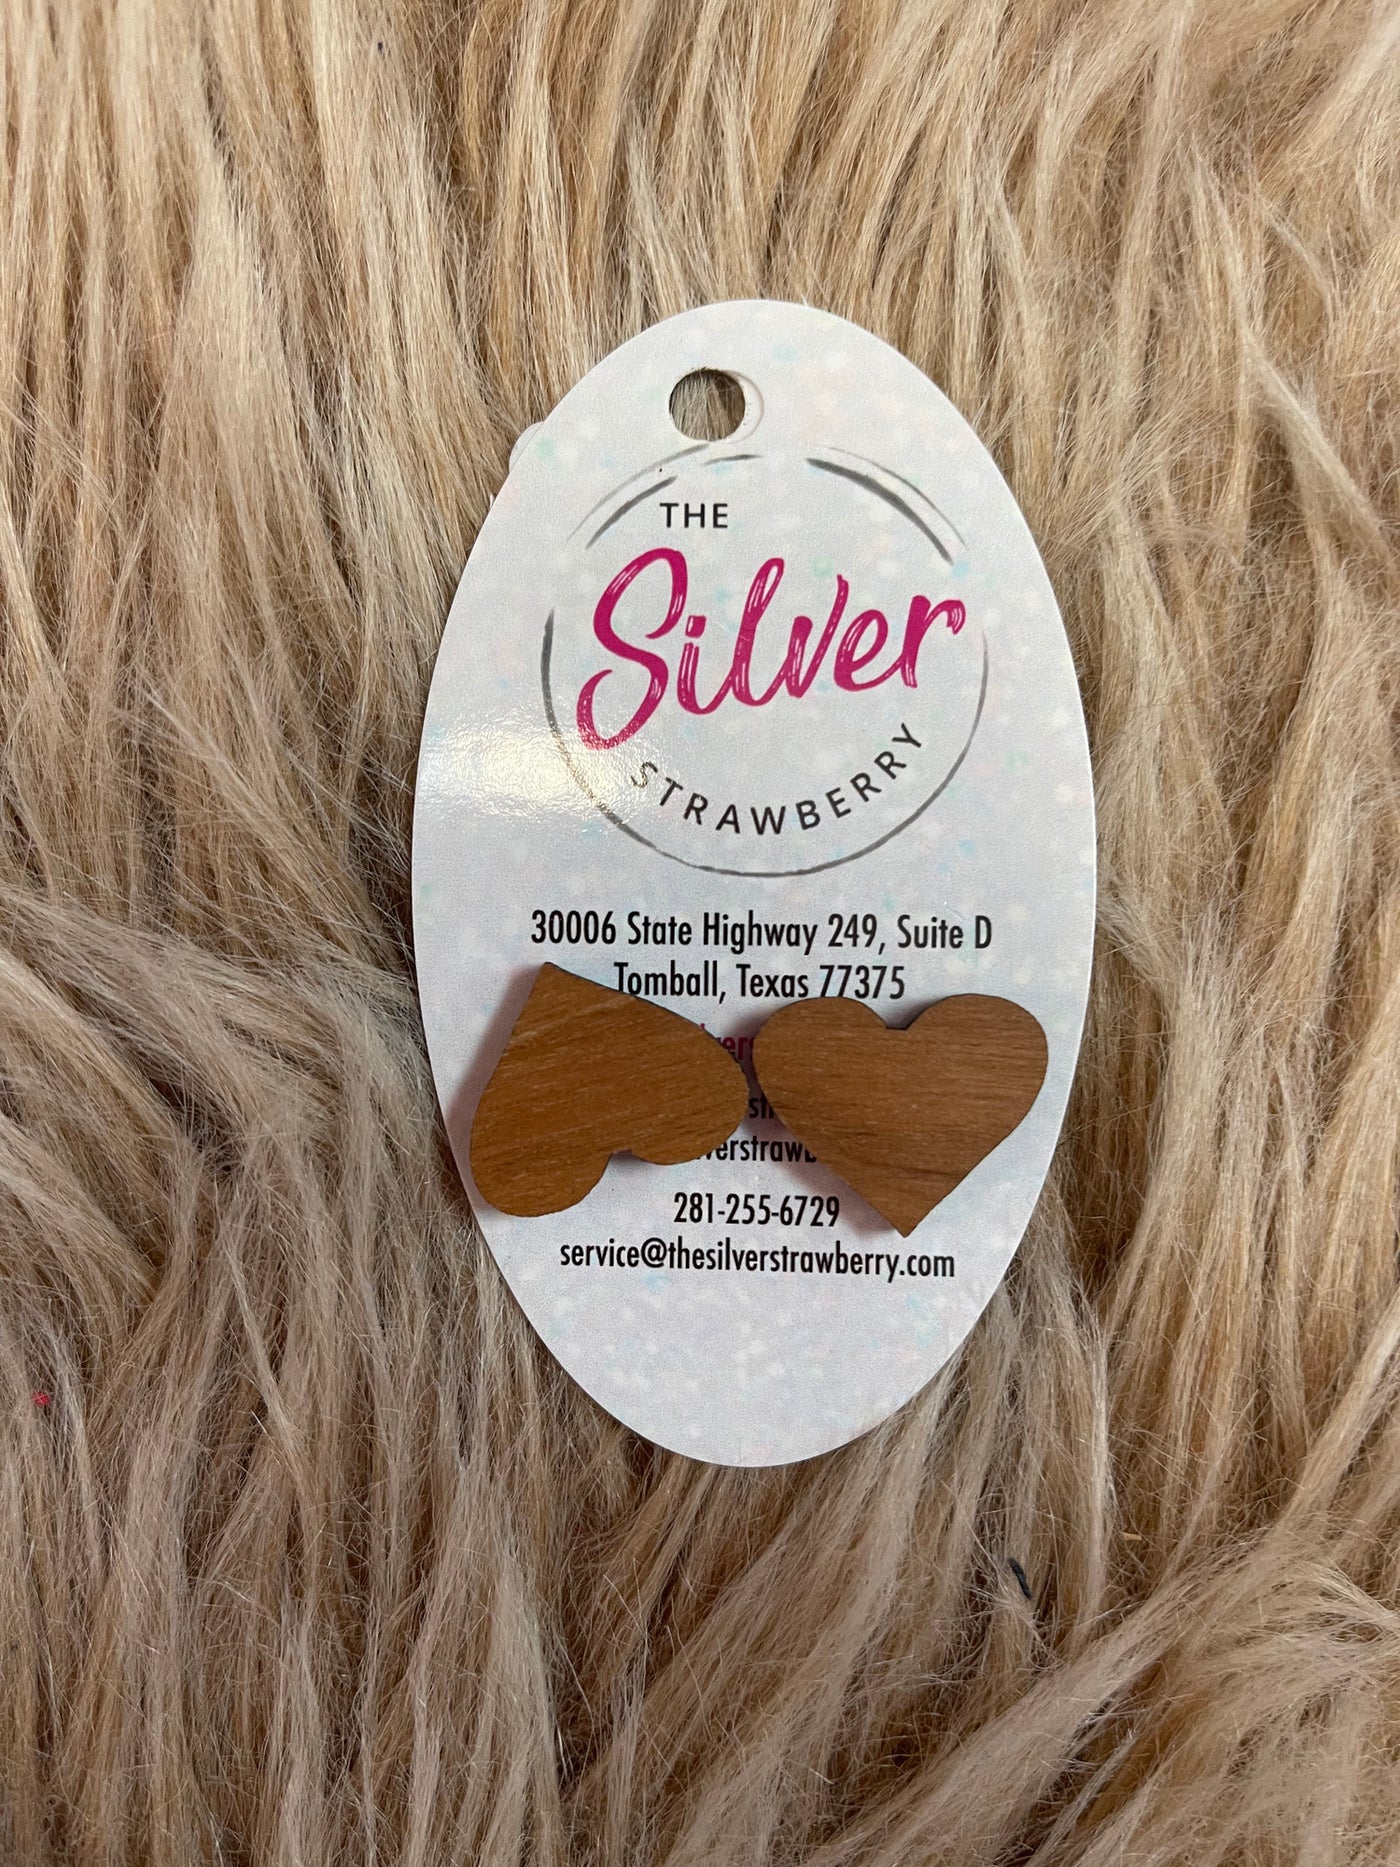 THE
Silver
STRAWBERRY
30006 State Highway 249, Suite D
Tomball, Texas 77375
281-255-6729
service@thesilverstrawberry.com